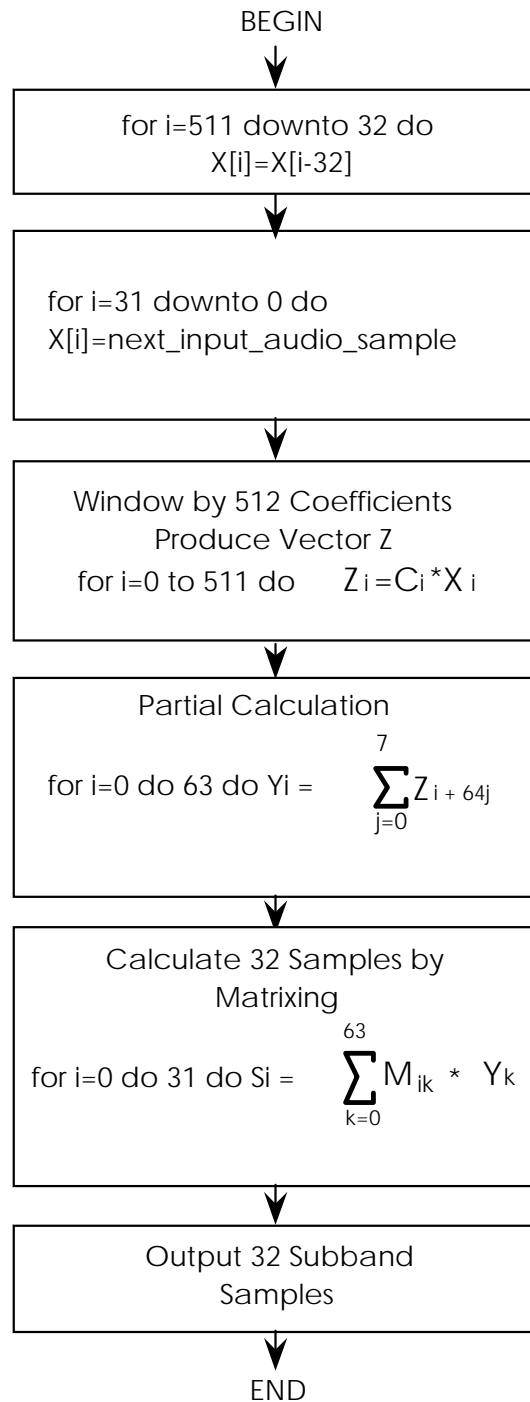 BEGIN
for i=511 downto 32 do
X[i]=X[i-32]
for i=31 downto 0 do
X[i]=next_input_audio_sample
Window by 512 Coefficients
Produce Vector Z
for i=0 to 511 do Zi=Ci*Xi
Partial Calculation
7
for i=0 do 63 do Yi = ∑ Zi + 64j
j=0
Calculate 32 Samples by
Matrixing
63
for i=0 do 31 do Si = ∑ Mik * Yk
k=0
Output 32 Subband
Samples
END